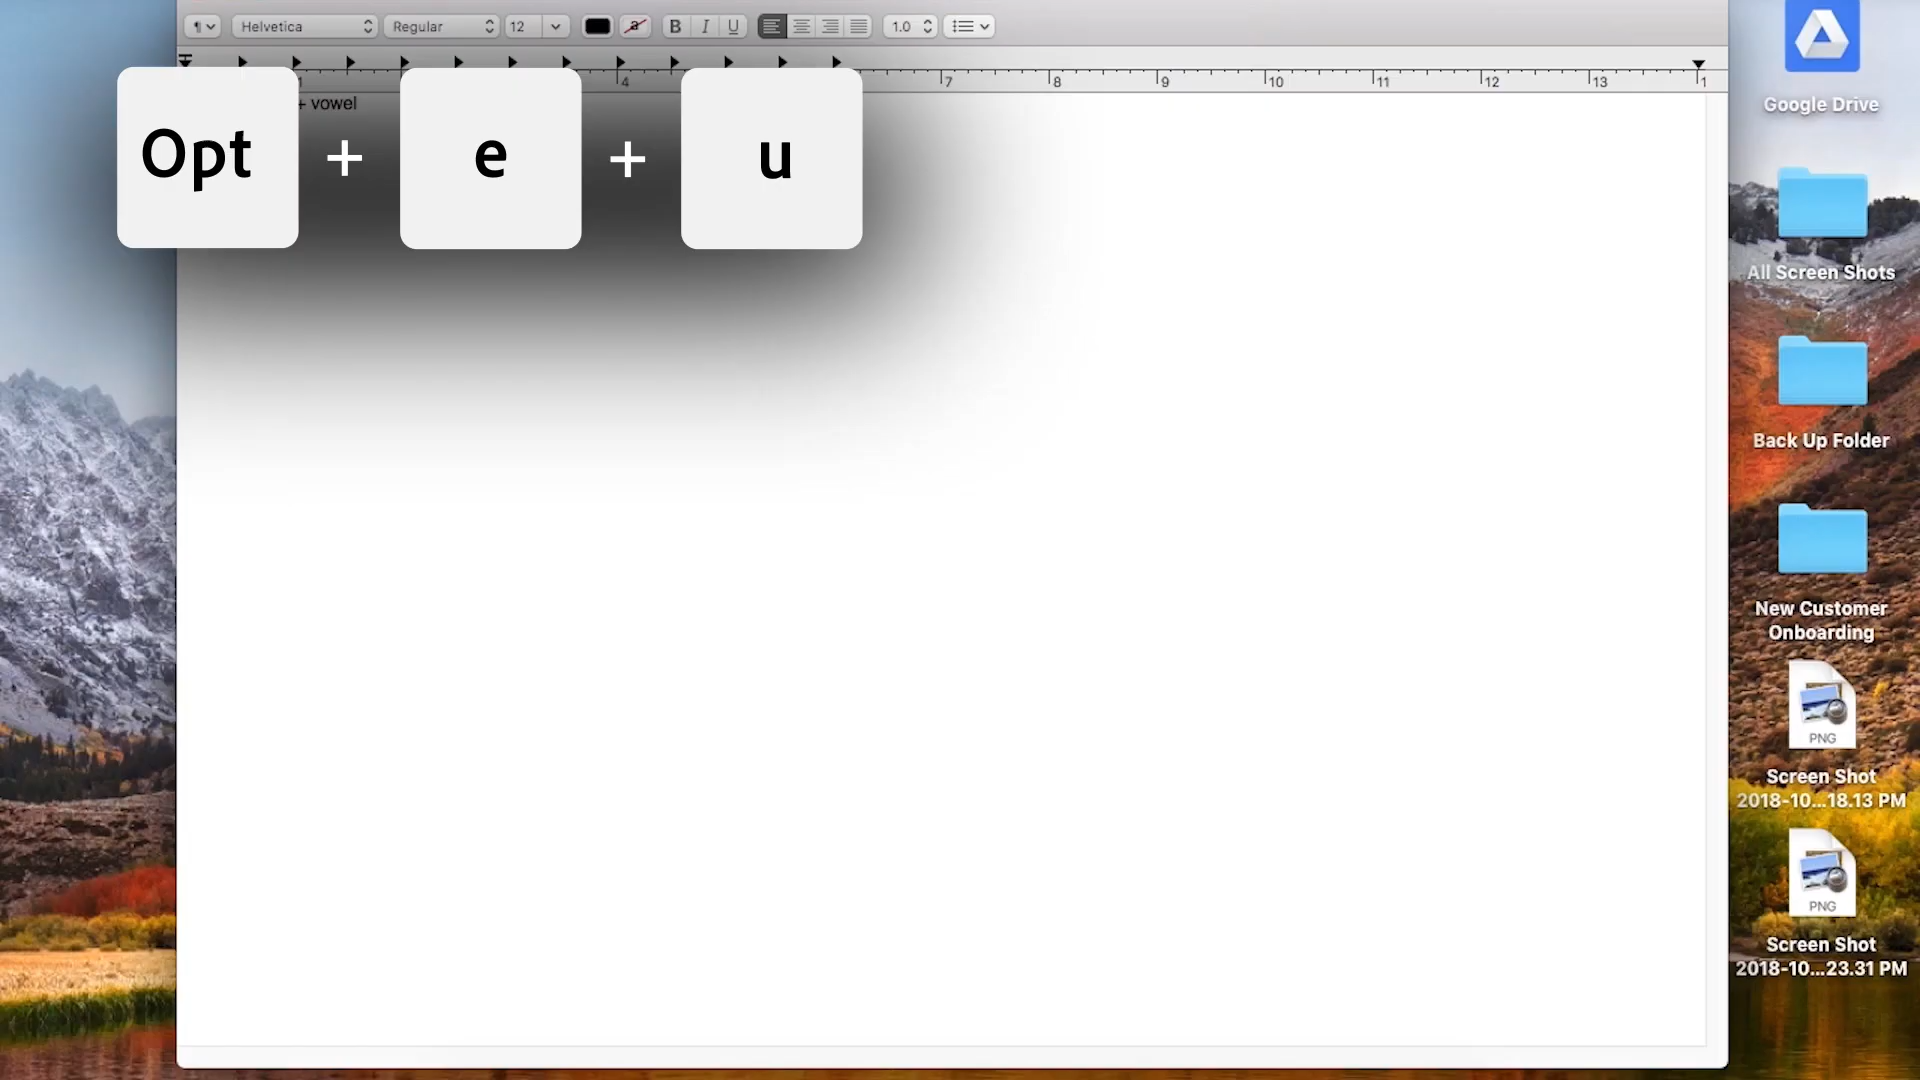 ¶ Helvetica Regular 12 a B I U 1.0
4 7 8 9 10 11 12 13 1
+ vowel
Opt + e + u
Google Drive
All Screen Shots
Back Up Folder
New Customer
Onboarding
PNG
Screen Shot
2018-10...18.13 PM
PNG
Screen Shot
2018-10...23.31 PM